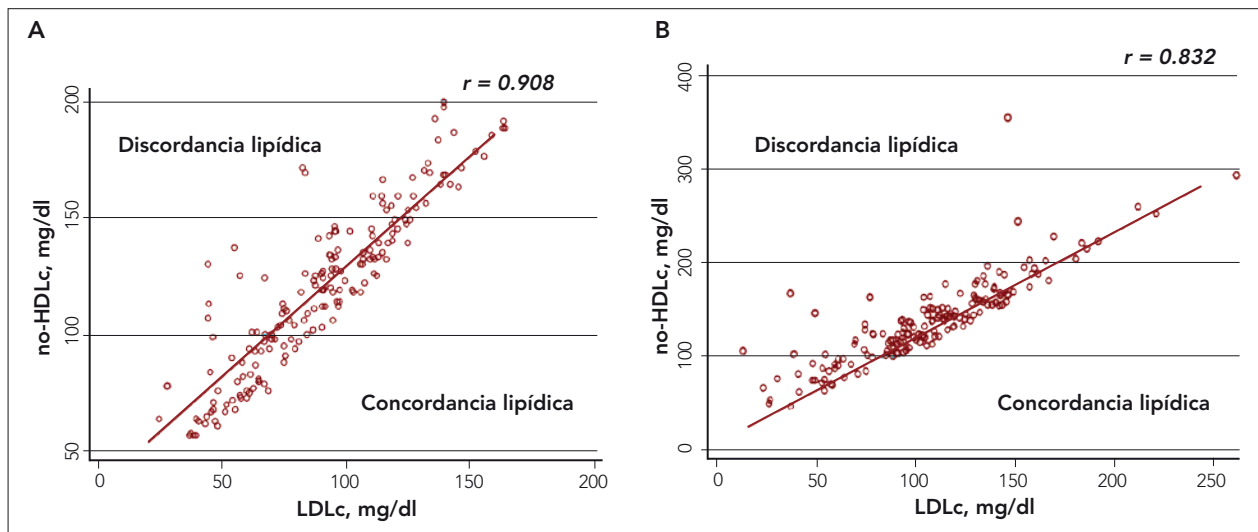 A
r = 0.908
Discordancia lipídica
Concordancia lipídica
no-HDLc, mg/dl
200
150
100
50
0
50
100
150
200
LDLc, mg/dl
B
r = 0.832
Discordancia lipídica
Concordancia lipídica
no-HDLc, mg/dl
400
300
200
100
0
0
50
100
150
200
250
LDLc, mg/dl